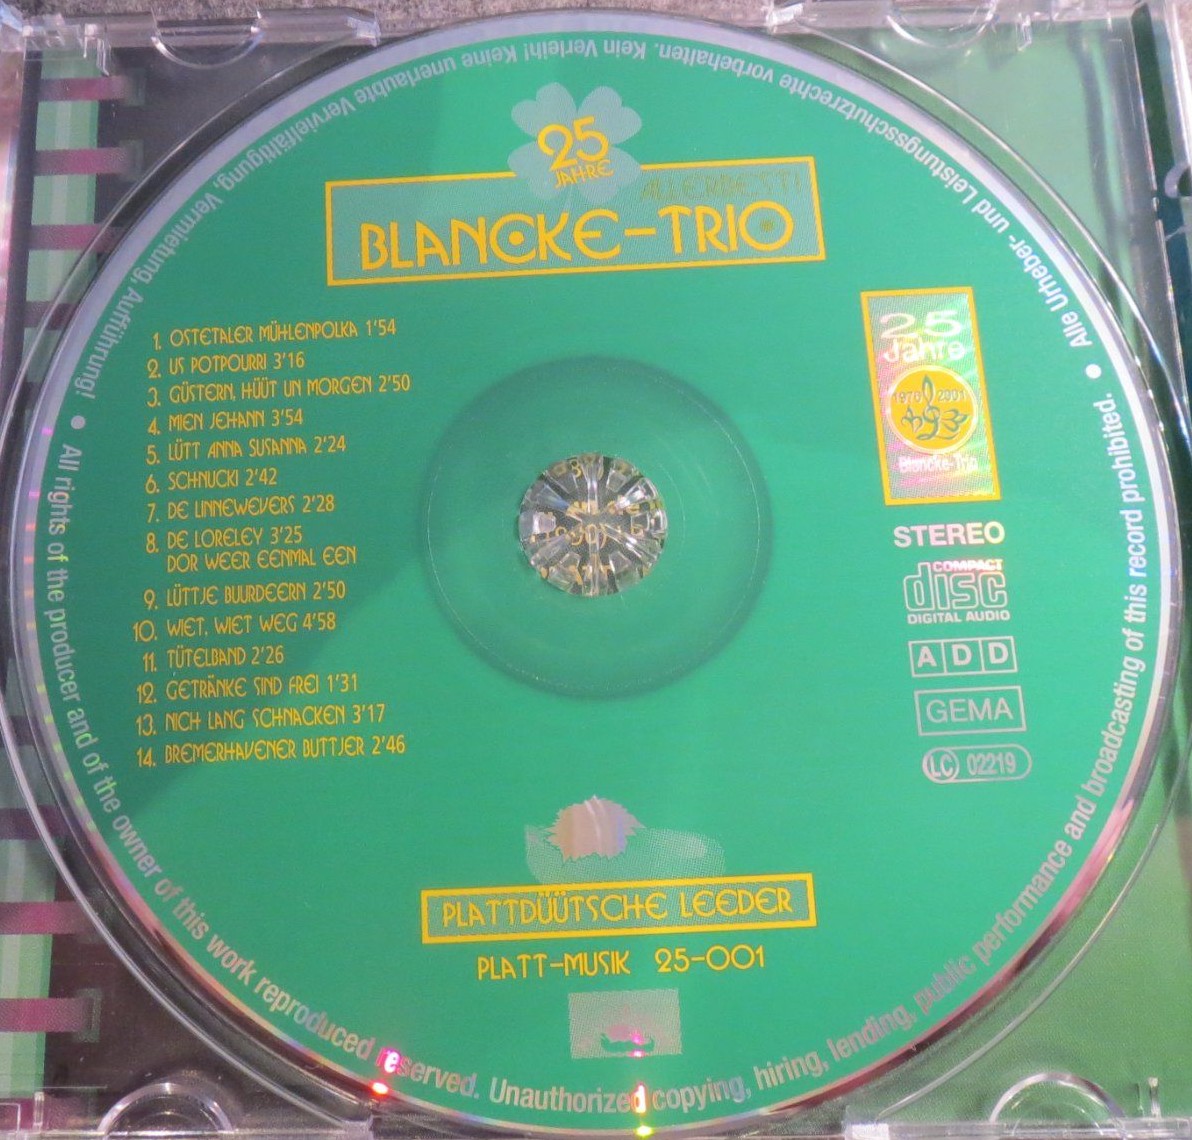 25
JAHRE
ALLERBEST!
BLANCKE-TRIO
1. OSTETALER MÜHLENPOLKA 1'54
2. US POTPOURRI 3'16
3. GÜSTERN, HÜÜT UN MORGEN 2'50
4. MIEN JEHANN 3'54
5. LÜTT ANNA SUSANNA 2'24
6. SCHNUCKI 2'42
7. DE LINNEWEVERS 2'28
8. DE LORELEY 3'25
DOR WEER EENMAL EEN
9. LÜTTJE BUURDEERN 2'50
10. WIET, WIET WEG 4'58
11. TÜTELBAND 2'26
12. GETRÄNKE SIND FREI 1'31
13. NICH LANG SCHNACKEN 3'17
14. BREMERHAVENER BUTTJER 2'46
25
Jahre
1976 2001
Blancke-Trio
STEREO
COMPACT
disc
DIGITAL AUDIO
ADD
GEMA
LC 02219
PLATTDÜÜTSCHE LEEDER
PLATT-MUSIK 25-001
All rights of the producer and of the owner of this work reproduced reserved. Unauthorized copying, hiring, lending, public performance and broadcasting of this record prohibited.
Alle Urheber- und Leistungsschutzrechte vorbehalten. Kein Verleih! Keine unerlaubte Vervielfältigung, Vermietung, Aufführung!